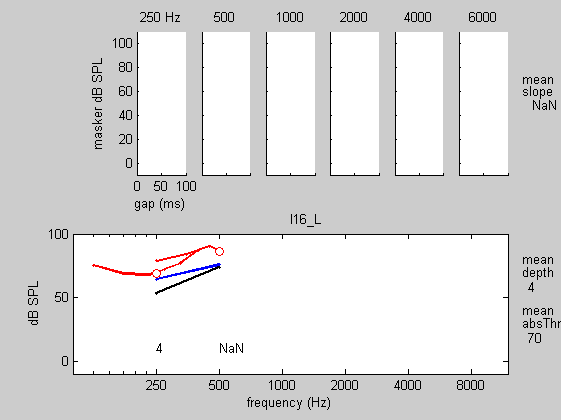 250 Hz 500 1000 2000 4000 6000
100
80
60
40
20
0
masker dB SPL
0 50 100
gap (ms)
mean
slope
NaN
I16_L
100
50
0
dB SPL
4 NaN
250 500 1000 2000 4000 8000
frequency (Hz)
mean
depth
4
mean
absThr
70